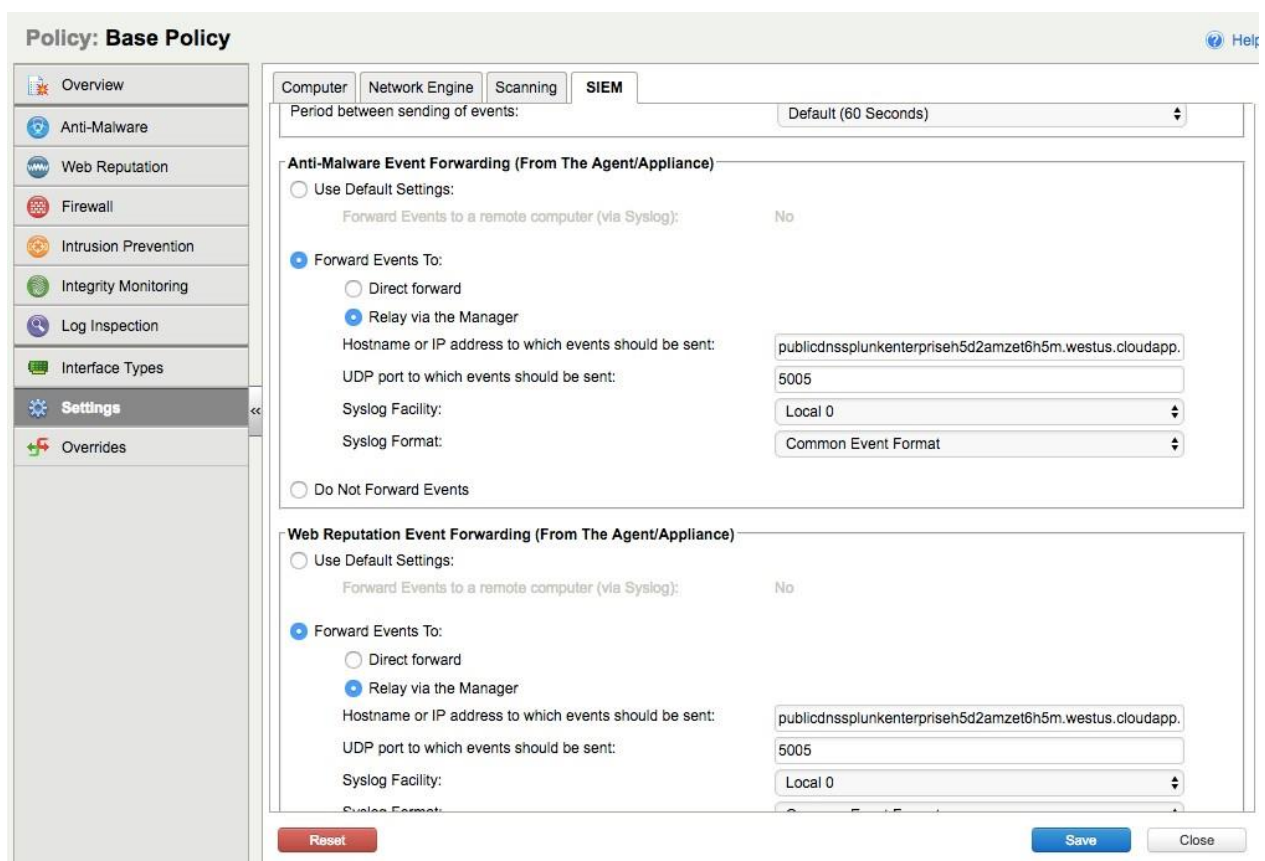 Policy: Base Policy
Help
Overview
Anti-Malware
Web Reputation
Firewall
Intrusion Prevention
Integrity Monitoring
Log Inspection
Interface Types
Settings
Overrides
«
Computer Network Engine Scanning SIEM
Period between sending of events: Default (60 Seconds)
Anti-Malware Event Forwarding (From The Agent/Appliance)
Use Default Settings:
Forward Events to a remote computer (via Syslog): No
Forward Events To:
Direct forward
Relay via the Manager
Hostname or IP address to which events should be sent: publicdnssplunkenterpriseh5d2amzet6h5m.westus.cloudapp.
UDP port to which events should be sent: 5005
Syslog Facility: Local 0
Syslog Format: Common Event Format
Do Not Forward Events
Web Reputation Event Forwarding (From The Agent/Appliance)
Use Default Settings:
Forward Events to a remote computer (via Syslog): No
Forward Events To:
Direct forward
Relay via the Manager
Hostname or IP address to which events should be sent: publicdnssplunkenterpriseh5d2amzet6h5m.westus.cloudapp.
UDP port to which events should be sent: 5005
Syslog Facility: Local 0
Syslog Format:
Reset Save Close